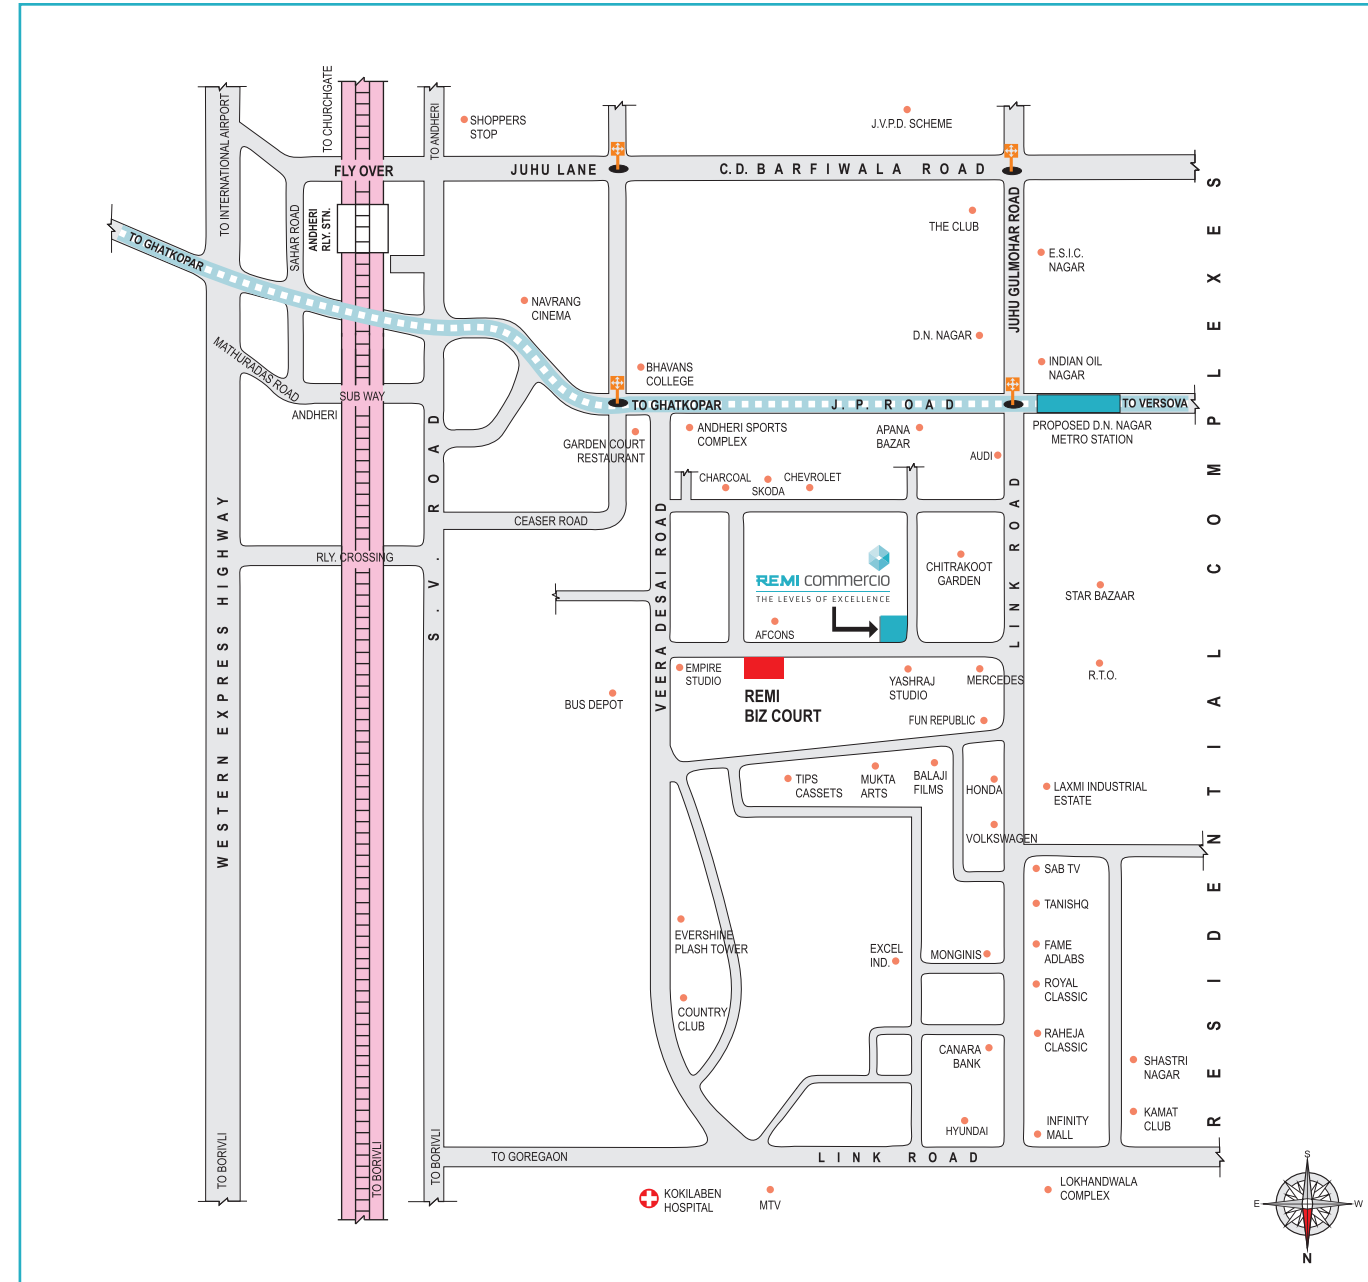 TO CHURCHGATE
TO INTERNATIONAL AIRPORT
TO ANDHERI
SHOPPERS
STOP
J.V.P.D. SCHEME
FLY OVER
JUHU LANE
C.D. BARFIWALA ROAD
SAHAR ROAD
ANDHERI
RLY. STN.
TO GHATKOPAR
THE CLUB
JUHU GULMOHAR ROAD
E.S.I.C.
NAGAR
NAVRANG
CINEMA
D.N. NAGAR
MATHURADAS ROAD
BHAVANS
COLLEGE
INDIAN OIL
NAGAR
SUB WAY
ANDHERI
TO GHATKOPAR
J. P. ROAD
TO VERSOVA
PROPOSED D.N. NAGAR
METRO STATION
GARDEN COURT
RESTAURANT
ANDHERI SPORTS
COMPLEX
APANA
BAZAR
AUDI
CHARCOAL
SKODA
CHEVROLET
CEASER ROAD
RLY. CROSSING
WESTERN EXPRESS HIGHWAY
S.V. ROAD
VEERA DESAI ROAD
LINK ROAD
RESIDENTIAL COMPLEXES
REMI commercio
THE LEVELS OF EXCELLENCE
CHITRAKOOT
GARDEN
STAR BAZAAR
AFCONS
EMPIRE
STUDIO
REMI
BIZ COURT
YASHRAJ
STUDIO
MERCEDES
R.T.O.
BUS DEPOT
FUN REPUBLIC
TIPS
CASSETS
MUKTA
ARTS
BALAJI
FILMS
HONDA
LAXMI INDUSTRIAL
ESTATE
VOLKSWAGEN
SAB TV
TANISHQ
EVERSHINE
PLASH TOWER
EXCEL
IND.
MONGINIS
FAME
ADLABS
ROYAL
CLASSIC
COUNTRY
CLUB
CANARA
BANK
RAHEJA
CLASSIC
SHASTRI
NAGAR
HYUNDAI
INFINITY
MALL
KAMAT
CLUB
TO BORIVLI
TO BORIVLI
TO BORIVLI
TO GOREGAON
LINK ROAD
KOKILABEN
HOSPITAL
MTV
LOKHANDWALA
COMPLEX
S
E
W
N